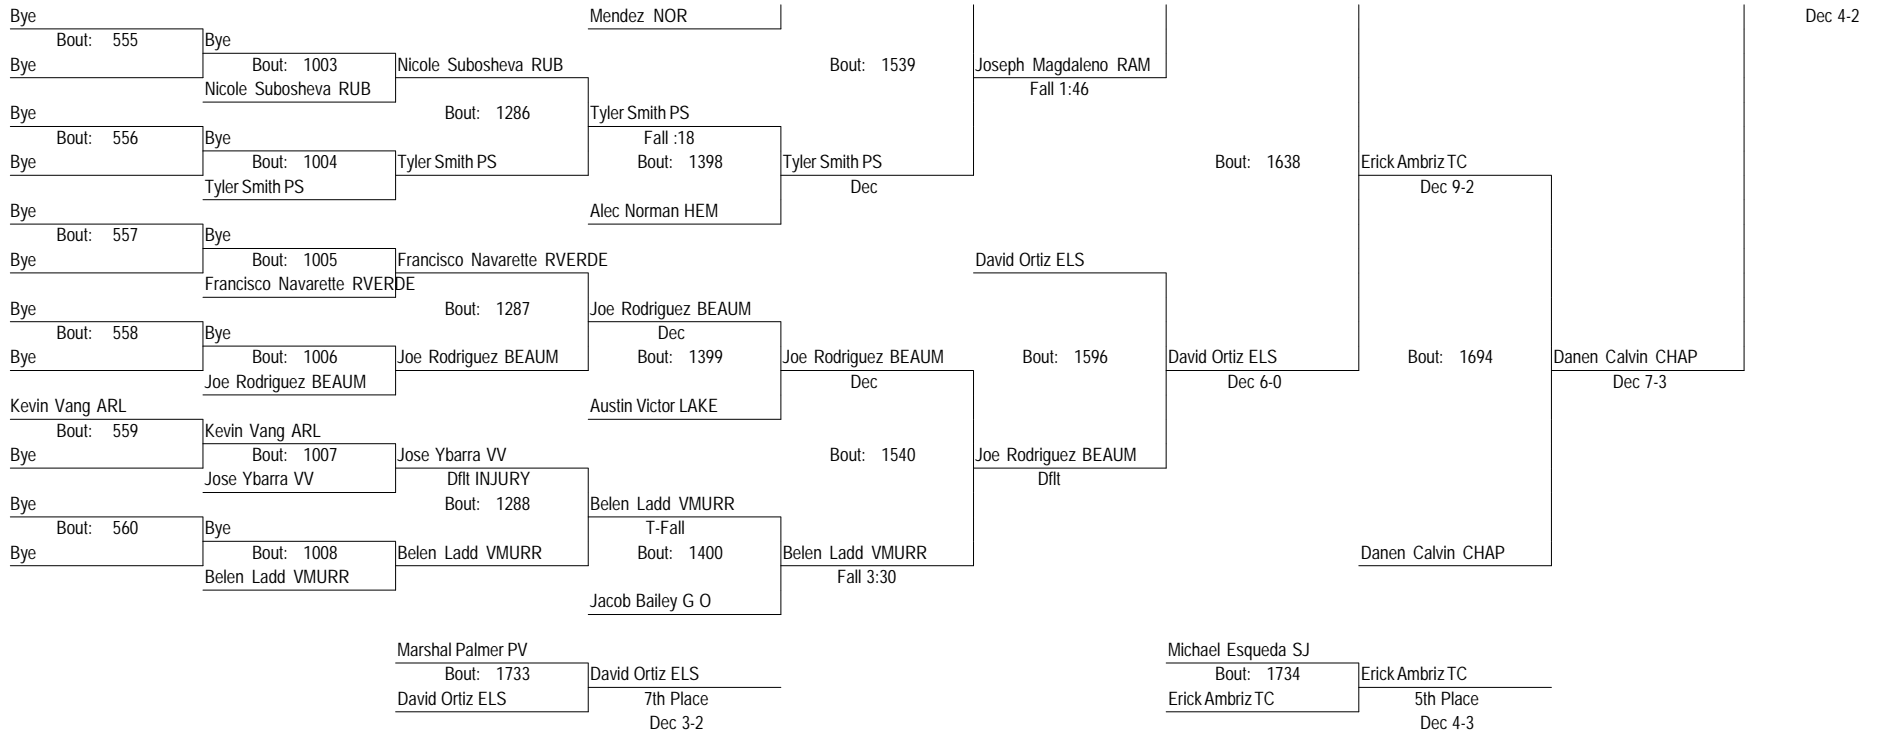 Bye
Mendez NOR
Dec 4-2
Bout: 555
Bye
Bye
Bout: 1003
Nicole Subosheva RUB
Bout: 1539
Joseph Magdaleno RAM
Nicole Subosheva RUB
Fall 1:46
Bye
Bout: 1286
Tyler Smith PS
Bout: 556
Bye
Fall :18
Bye
Bout: 1004
Tyler Smith PS
Bout: 1398
Tyler Smith PS
Bout: 1638
Erick Ambriz TC
Tyler Smith PS
Dec
Dec 9-2
Bye
Alec Norman HEM
Bout: 557
Bye
Bye
Bout: 1005
Francisco Navarette RVERDE
David Ortiz ELS
Francisco Navarette RVERDE
Bye
Bout: 1287
Joe Rodriguez BEAUM
Bout: 558
Bye
Dec
Bye
Bout: 1006
Joe Rodriguez BEAUM
Bout: 1399
Joe Rodriguez BEAUM
Bout: 1596
David Ortiz ELS
Bout: 1694
Danen Calvin CHAP
Joe Rodriguez BEAUM
Dec
Dec 6-0
Dec 7-3
Kevin Vang ARL
Austin Victor LAKE
Bout: 559
Kevin Vang ARL
Bye
Bout: 1007
Jose Ybarra VV
Bout: 1540
Joe Rodriguez BEAUM
Jose Ybarra VV
Dflt INJURY
Dflt
Bye
Bout: 1288
Belen Ladd VMURR
Bout: 560
Bye
T-Fall
Bye
Bout: 1008
Belen Ladd VMURR
Bout: 1400
Belen Ladd VMURR
Danen Calvin CHAP
Belen Ladd VMURR
Fall 3:30
Jacob Bailey G O
Marshal Palmer PV
Michael Esqueda SJ
Bout: 1733
David Ortiz ELS
Bout: 1734
Erick Ambriz TC
David Ortiz ELS
7th Place
Erick Ambriz TC
5th Place
Dec 3-2
Dec 4-3